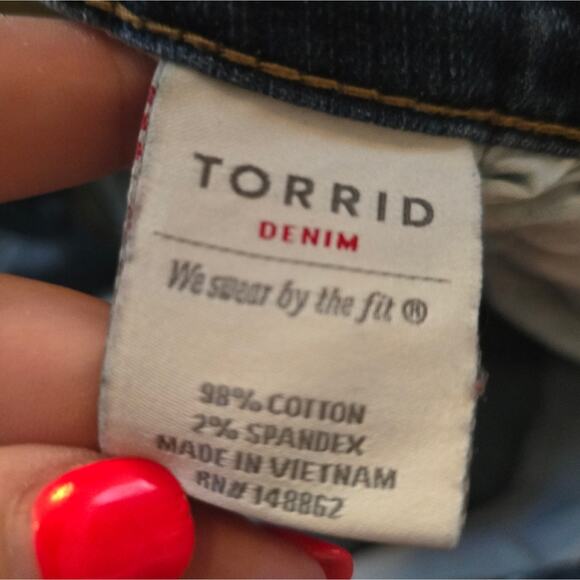 TORRID
DENIM
We swear by the fit ®
98% COTTON
2% SPANDEX
MADE IN VIETNAM
RN# 148862